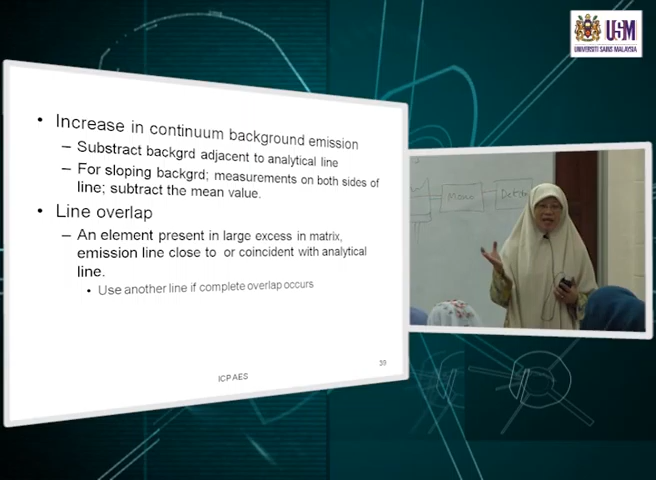 • Increase in continuum background emission
– Substract backgrd adjacent to analytical line
– For sloping backgrd; measurements on both sides of
line; subtract the mean value.
• Line overlap
– An element present in large excess in matrix,
emission line close to or coincident with analytical
line.
• Use another line if complete overlap occurs
ICPAES
39
USM
UNIVERSITI SAINS MALAYSIA
Mono